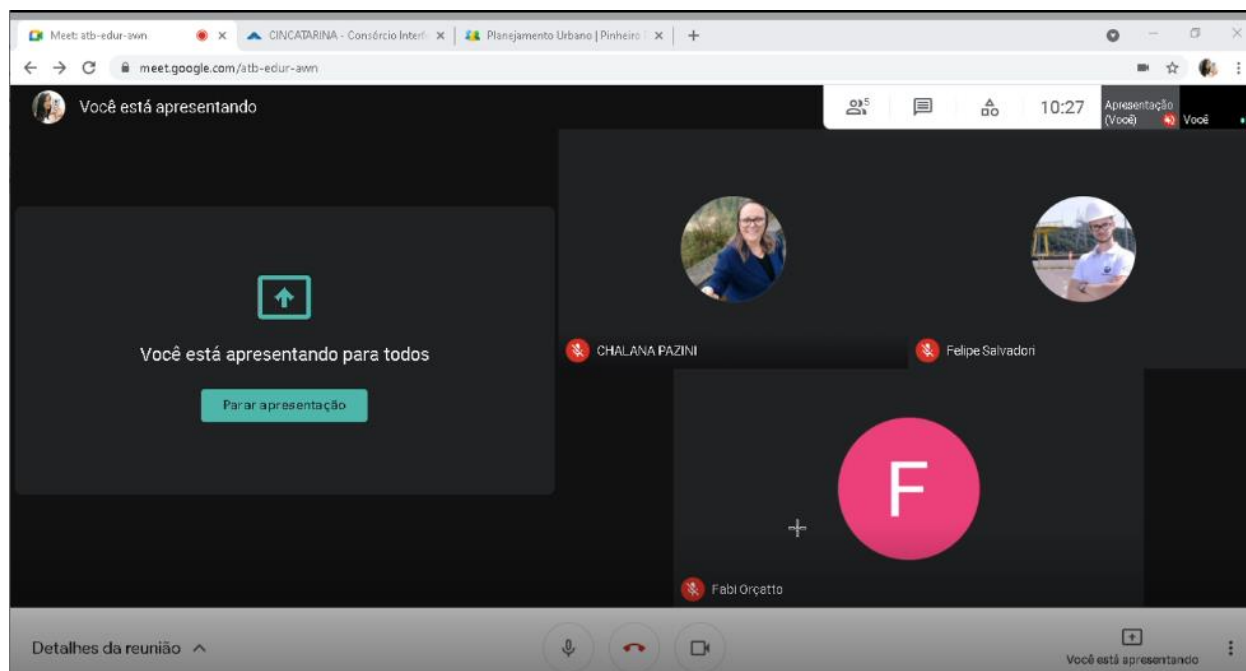 Meet: atb-edur-awn
CINCATARINA - Consórcio Interf
Planejamento Urbano | Pinheiro
meet.google.com/atb-edur-awn
Você está apresentando
5
10:27
Apresentação
(Você)
Você
Você está apresentando para todos
Parar apresentação
CHALANA PAZINI
Felipe Salvadori
F
Fabi Orçatto
Detalhes da reunião
Você está apresentando